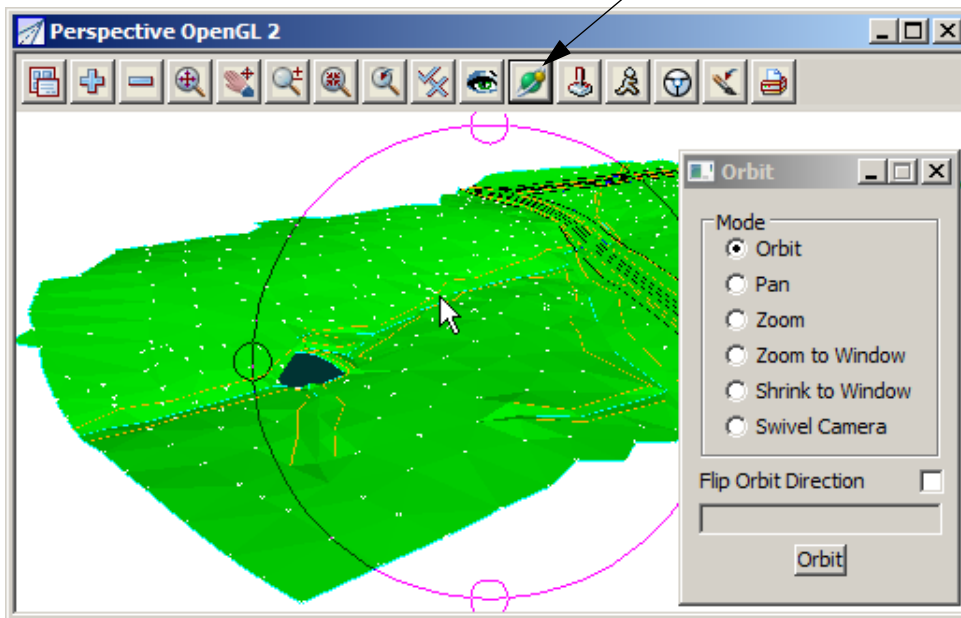 Perspective OpenGL 2
Orbit
Mode
Orbit
Pan
Zoom
Zoom to Window
Shrink to Window
Swivel Camera
Flip Orbit Direction
Orbit